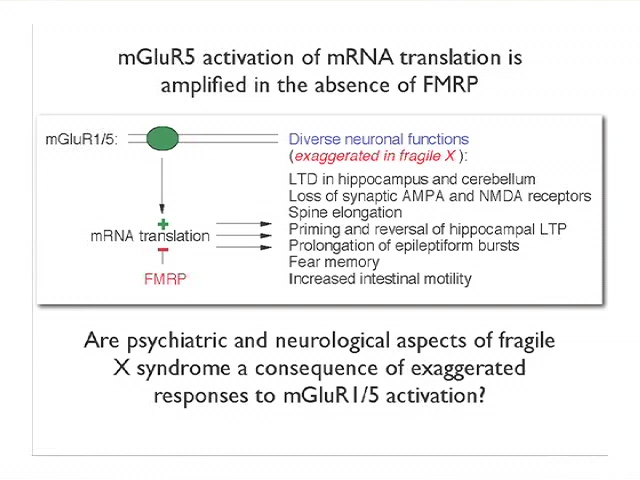 mGluR5 activation of mRNA translation is
amplified in the absence of FMRP
mGluR1/5:
Diverse neuronal functions
(exaggerated in fragile X ):
LTD in hippocampus and cerebellum
Loss of synaptic AMPA and NMDA receptors
Spine elongation
Priming and reversal of hippocampal LTP
Prolongation of epileptiform bursts
Fear memory
Increased intestinal motility
+
mRNA translation
–
FMRP
Are psychiatric and neurological aspects of fragile
X syndrome a consequence of exaggerated
responses to mGluR1/5 activation?